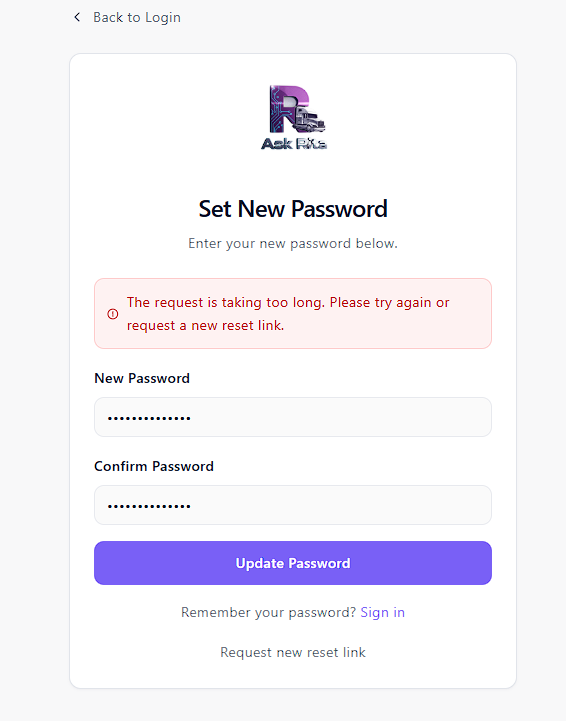 Back to Login
Ask Rita
Set New Password
Enter your new password below.
The request is taking too long. Please try again or
request a new reset link.
New Password
••••••••••••••
Confirm Password
••••••••••••••
Update Password
Remember your password? Sign in
Request new reset link